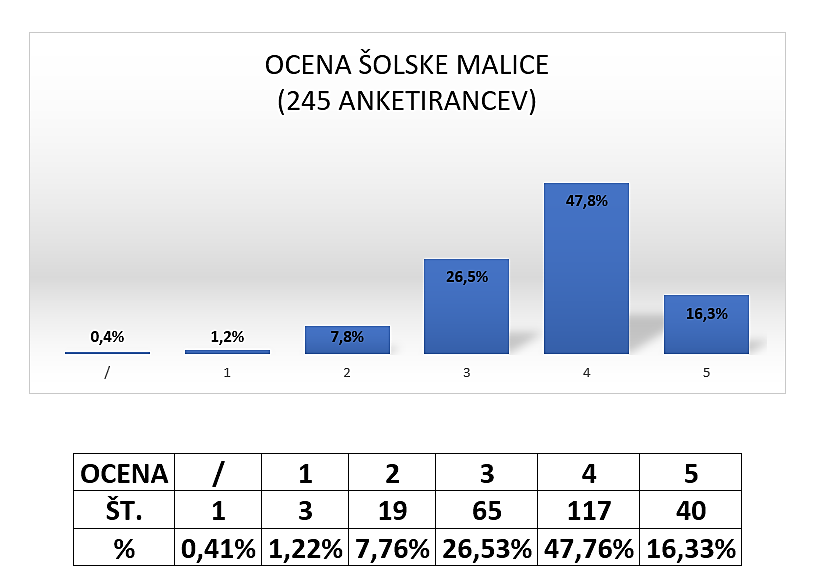 OCENA ŠOLSKE MALICE
(245 ANKETIRANCEV)
0,4% 1,2% 7,8% 26,5% 47,8% 16,3%
/ 1 2 3 4 5
OCENA / 1 2 3 4 5
ŠT. 1 3 19 65 117 40
% 0,41% 1,22% 7,76% 26,53% 47,76% 16,33%